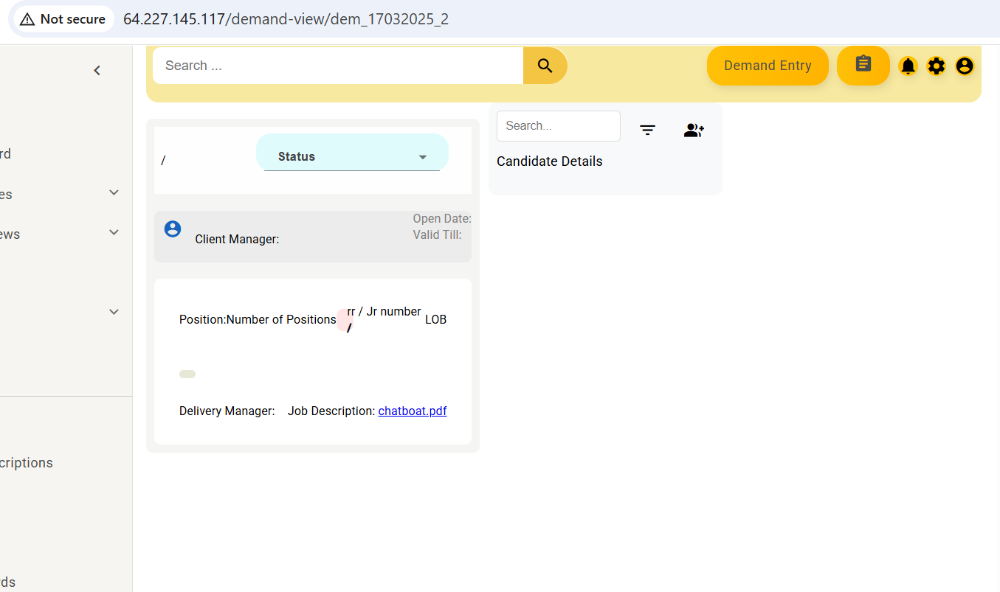 Not secure
64.227.145.117/demand-view/dem_17032025_2
Search ...
Demand Entry
rd
es
ews
criptions
rds
/
Status
Client Manager:
Open Date:
Valid Till:
Position:Number of Positions
rr / Jr number
/
LOB
Delivery Manager:
Job Description: chatboat.pdf
Search...
Candidate Details